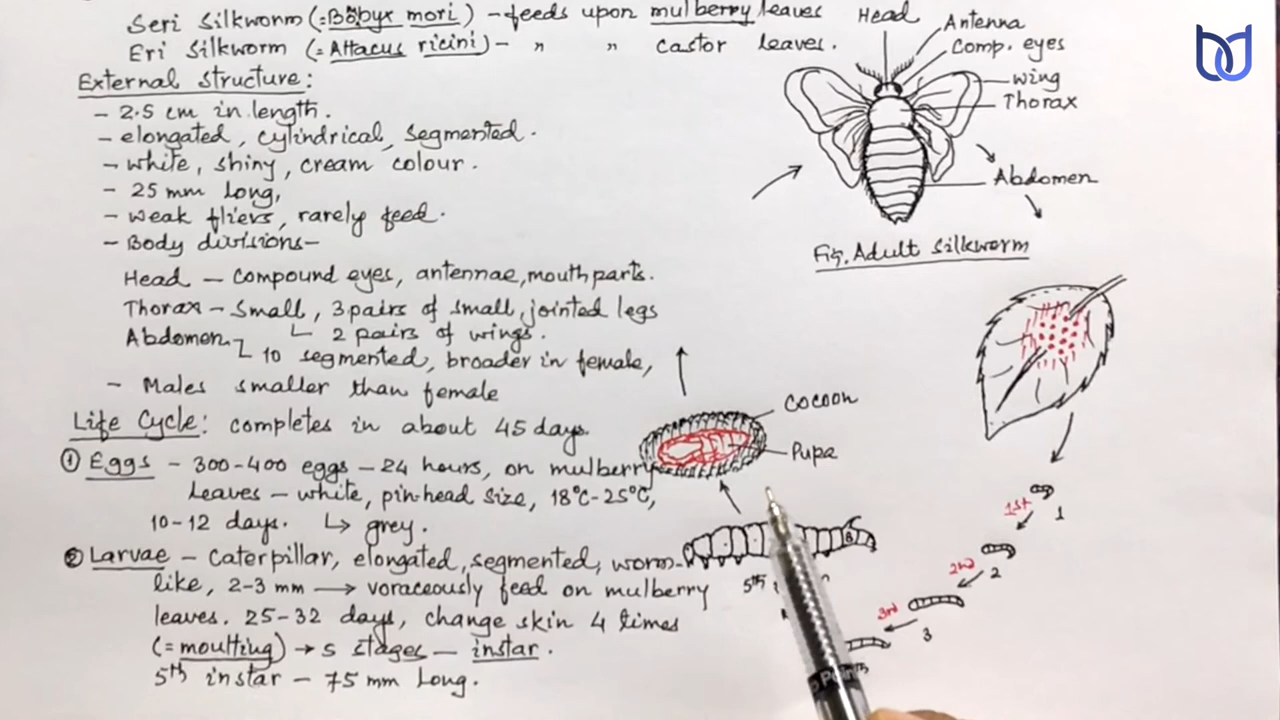 Seri Silkworm (=Bobyx mori) – feeds upon mulberry leaves
Eri Silkworm (=Attacus ricini) – " " castor leaves.
External structure:
– 2.5 cm in length.
– elongated, cylindrical, segmented.
– white, shiny, cream colour.
– 25 mm long,
– weak fliers, rarely feed.
– Body divisions–
Head – compound eyes, antennae, mouth parts.
Thorax – small, 3 pairs of small, jointed legs
↳ 2 pairs of wings.
Abdomen
↳ 10 segmented, broader in female,
– Males smaller than female
Life Cycle: completes in about 45 days.
① Eggs – 300-400 eggs – 24 hours, on mulberry
leaves – white, pin-head size, 18°C-25°C,
10-12 days. ↳ grey.
② Larvae – caterpillar, elongated, segmented, worm-
like, 2-3 mm → voraceously feed on mulberry
leaves. 25-32 days, change skin 4 times
(=moulting) → 5 stages – instar.
5th instar – 75 mm long.
Head
Antenna
Comp. eyes
wing
Thorax
Abdomen
Fig. Adult silkworm
Cocoon
Pupa
5th
1st
1
2nd
2
3rd
3